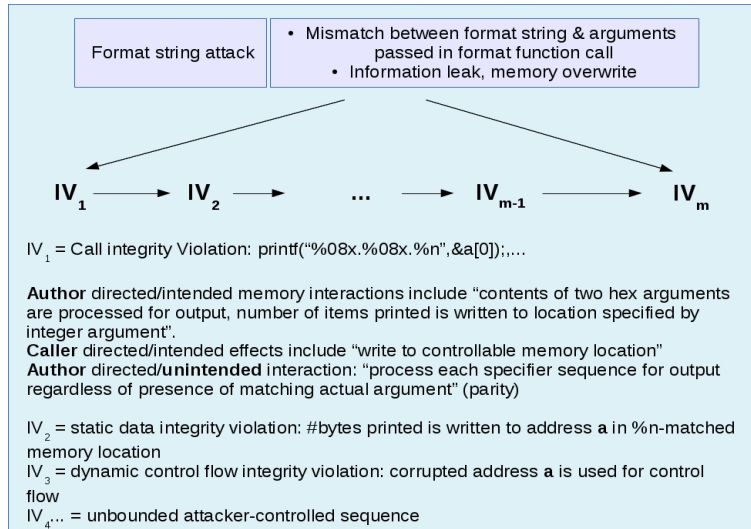 Format string attack
• Mismatch between format string & arguments
passed in format function call
• Information leak, memory overwrite
IV1 IV2 ... IVm-1 IVm
IV1 = Call integrity Violation: printf(“%08x.%08x.%n”,&a[0]);,...
Author directed/intended memory interactions include “contents of two hex arguments
are processed for output, number of items printed is written to location specified by
integer argument”.
Caller directed/intended effects include “write to controllable memory location”
Author directed/unintended interaction: “process each specifier sequence for output
regardless of presence of matching actual argument” (parity)
IV2 = static data integrity violation: #bytes printed is written to address a in %n-matched
memory location
IV3 = dynamic control flow integrity violation: corrupted address a is used for control
flow
IV4... = unbounded attacker-controlled sequence